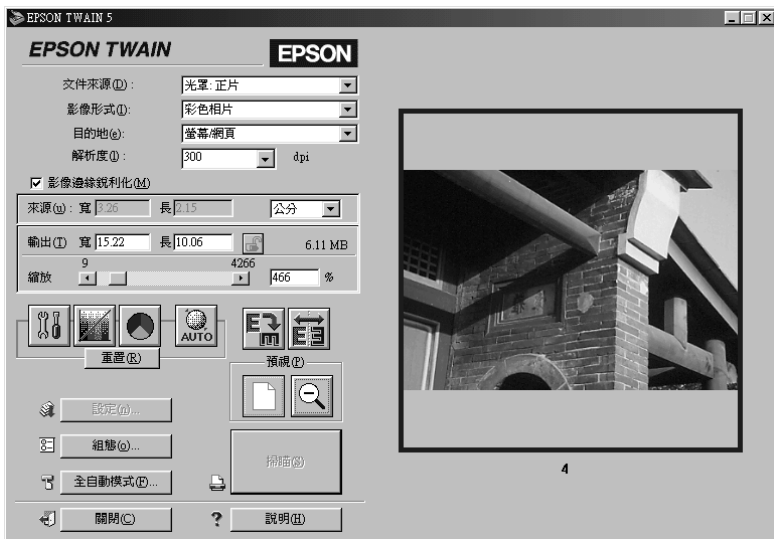 EPSON TWAIN 5
EPSON TWAIN
EPSON
文件來源(D) : 光罩: 正片
影像形式(I): 彩色相片
目的地(e): 螢幕/網頁
解析度(I) : 300 dpi
影像邊緣銳利化(M)
來源(u) : 寬 3.26 長 2.15 公分
輸出(T) 寬 15.22 長 10.06 6.11 MB
9 4266
縮放 466 %
AUTO
重置(R)
預視(P)
設定(n)...
組態(o)...
掃瞄(S)
全自動模式(F)...
關閉(C)
說明(H)
4